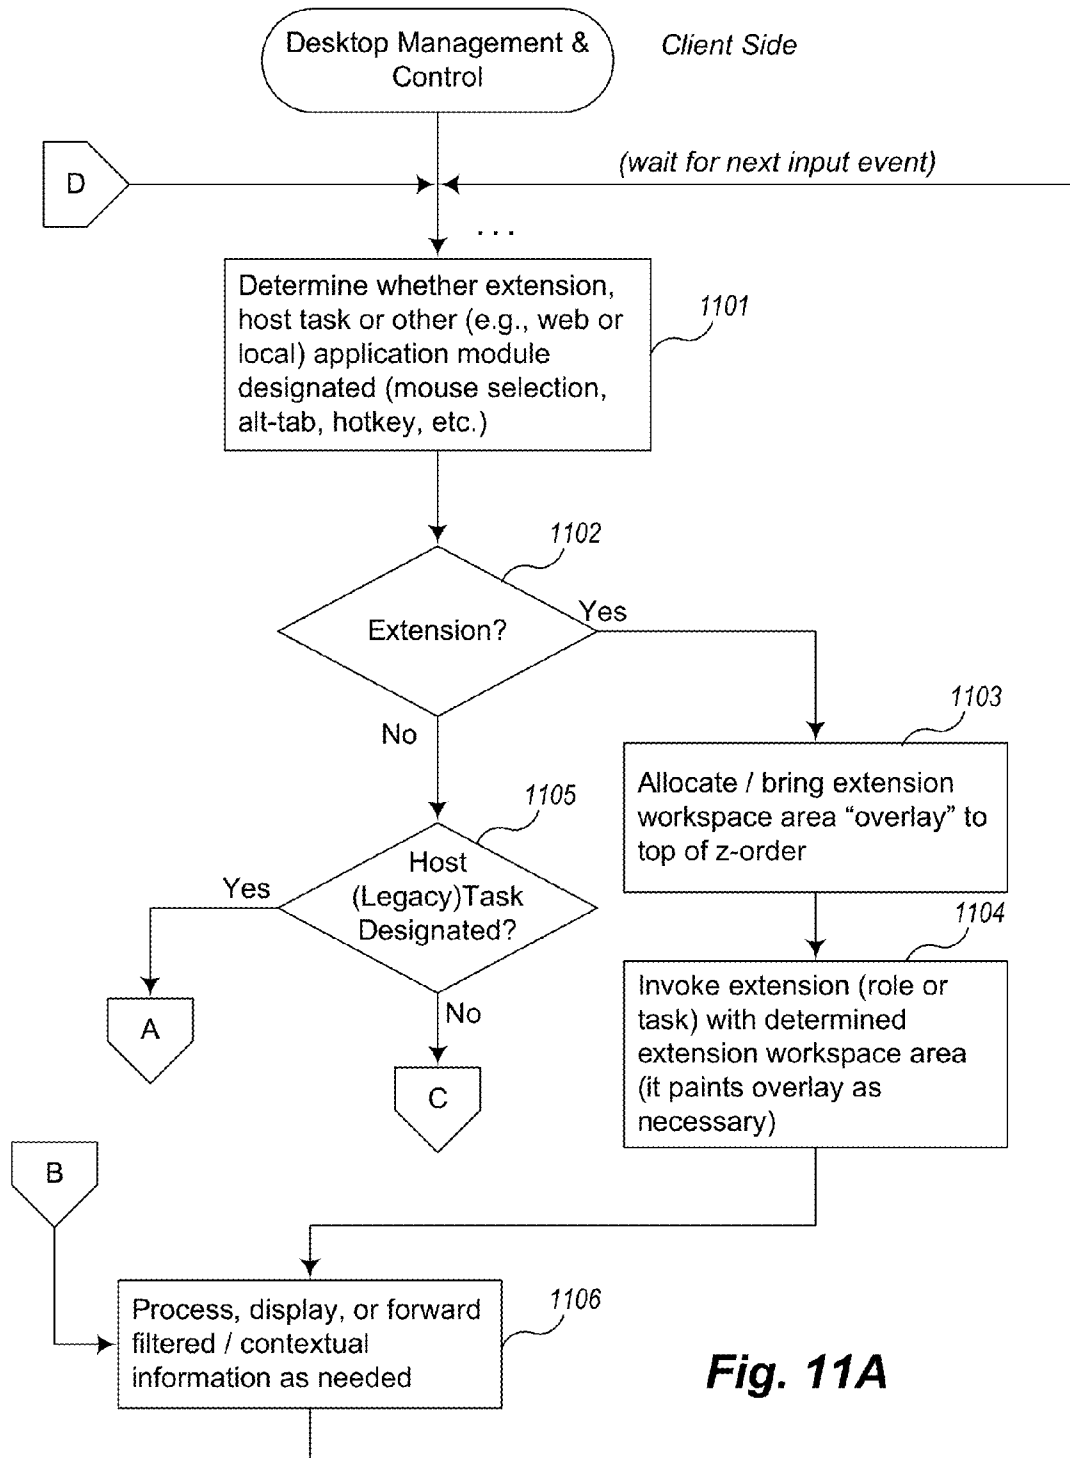 Desktop Management &
Control
Client Side
D
(wait for next input event)
...
Determine whether extension,
host task or other (e.g., web or
local) application module
designated (mouse selection,
alt-tab, hotkey, etc.)
1101
1102
Extension?
Yes
No
1103
Allocate / bring extension
workspace area “overlay” to
top of z-order
1105
Host
(Legacy)Task
Designated?
Yes
No
1104
Invoke extension (role or
task) with determined
extension workspace area
(it paints overlay as
necessary)
A
C
B
Process, display, or forward
filtered / contextual
information as needed
1106
Fig. 11A